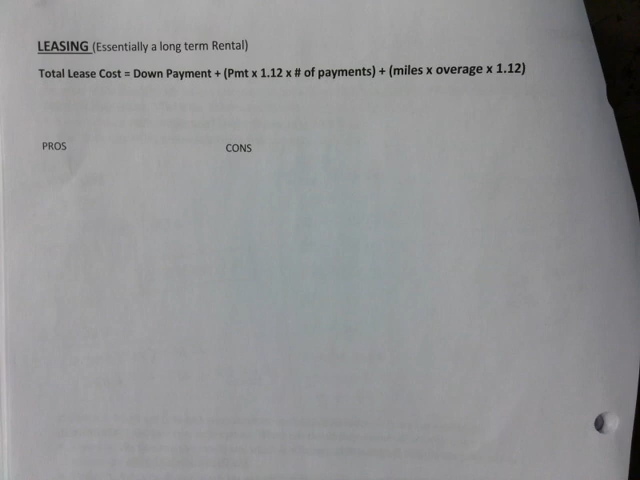 LEASING (Essentially a long term Rental)
Total Lease Cost = Down Payment + (Pmt x 1.12 x # of payments) + (miles x overage x 1.12)
PROS CONS